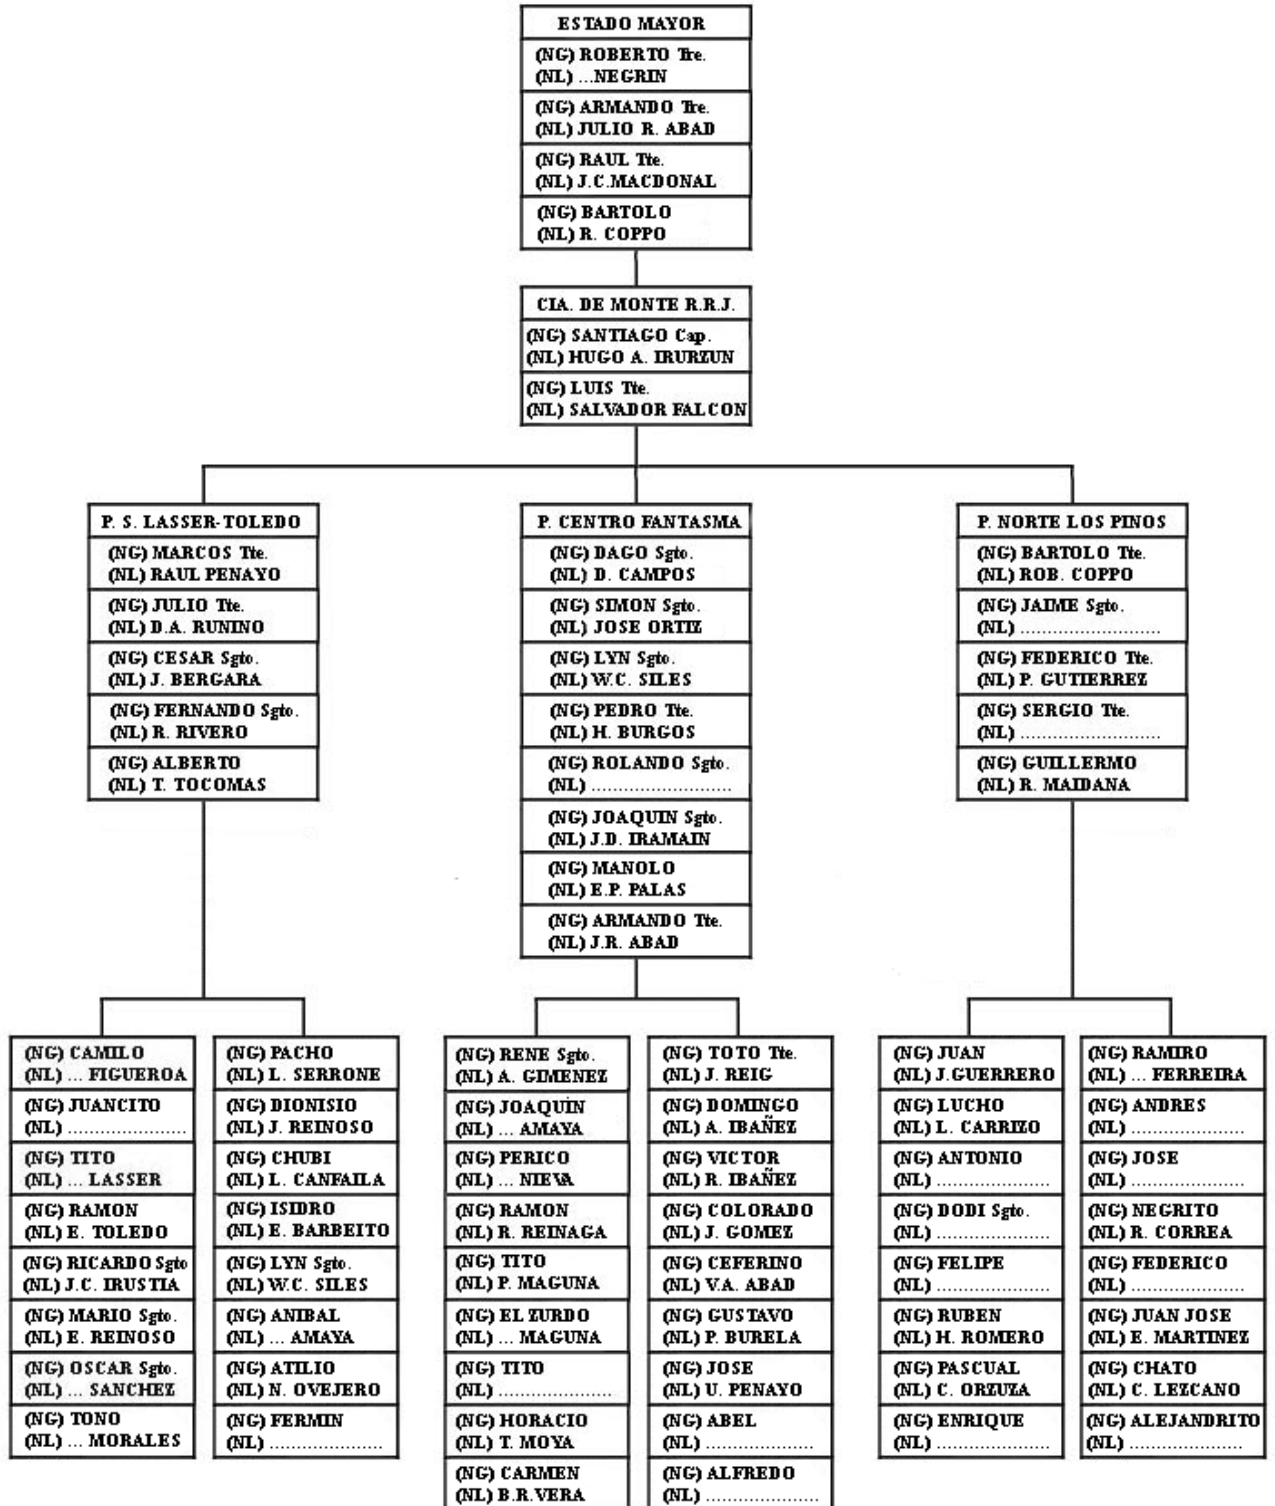 ESTADO MAYOR
(NG) ROBERTO Tre.
(NL) ...NEGRIN
(NG) ARMANDO Tre.
(NL) JULIO R. ABAD
(NG) RAUL Tte.
(NL) J.C.MACDONAL
(NG) BARTOLO
(NL) R. COPPO
CIA. DE MONTE R.R.J.
(NG) SANTIAGO Cap.
(NL) HUGO A. IRURZUN
(NG) LUIS Tte.
(NL) SALVADOR FALCON
P. S. LASSER-TOLEDO
(NG) MARCOS Tte.
(NL) RAUL PENAYO
(NG) JULIO Tte.
(NL) D.A. RUNINO
(NG) CESAR Sgto.
(NL) J. BERGARA
(NG) FERNANDO Sgto.
(NL) R. RIVERO
(NG) ALBERTO
(NL) T. TOCOMAS
P. CENTRO FANTASMA
(NG) DAGO Sgto.
(NL) D. CAMPOS
(NG) SIMON Sgto.
(NL) JOSE ORTIZ
(NG) LYN Sgto.
(NL) W.C. SILES
(NG) PEDRO Tte.
(NL) H. BURGOS
(NG) ROLANDO Sgto.
(NL) ..........................
(NG) JOAQUIN Sgto.
(NL) J.D. IRAMAIN
(NG) MANOLO
(NL) E.P. PALAS
(NG) ARMANDO Tte.
(NL) J.R. ABAD
P. NORTE LOS PINOS
(NG) BARTOLO Tte.
(NL) ROB. COPPO
(NG) JAIME Sgto.
(NL) ..........................
(NG) FEDERICO Tte.
(NL) P. GUTIERREZ
(NG) SERGIO Tte.
(NL) ..........................
(NG) GUILLERMO
(NL) R. MAIDANA
(NG) CAMILO
(NL) ... FIGUEROA
(NG) JUANCITO
(NL) ......................
(NG) TITO
(NL) ... LASSER
(NG) RAMON
(NL) E. TOLEDO
(NG) RICARDO Sgto
(NL) J.C. IRUSTIA
(NG) MARIO Sgto.
(NL) E. REINOSO
(NG) OSCAR Sgto.
(NL) ... SANCHEZ
(NG) TONO
(NL) ... MORALES
(NG) PACHO
(NL) L. SERRONE
(NG) DIONISIO
(NL) J. REINOSO
(NG) CHUBI
(NL) L. CANFAILA
(NG) ISIDRO
(NL) E. BARBEITO
(NG) LYN Sgto.
(NL) W.C. SILES
(NG) ANIBAL
(NL) ... AMAYA
(NG) ATILIO
(NL) N. OVEJERO
(NG) FERMIN
(NL) .....................
(NG) RENE Sgto.
(NL) A. GIMENEZ
(NG) JOAQUÍN
(NL) ... AMAYA
(NG) PERICO
(NL) ... NIEVA
(NG) RAMON
(NL) R. REINAGA
(NG) TITO
(NL) P. MAGUNA
(NG) EL ZURDO
(NL) ... MAGUNA
(NG) TITO
(NL) .....................
(NG) HORACIO
(NL) T. MOYA
(NG) CARMEN
(NL) B.R.VERA
(NG) TOTO Tte.
(NL) J. REIG
(NG) DOMINGO
(NL) A. IBAÑEZ
(NG) VICTOR
(NL) R. IBAÑEZ
(NG) COLORADO
(NL) J. GOMEZ
(NG) CEFERINO
(NL) V.A. ABAD
(NG) GUSTAVO
(NL) P. BURELA
(NG) JOSE
(NL) U. PENAYO
(NG) ABEL
(NL) ....................
(NG) ALFREDO
(NL) .....................
(NG) JUAN
(NL) J.GUERRERO
(NG) LUCHO
(NL) L. CARRIZO
(NG) ANTONIO
(NL) .....................
(NG) DODI Sgto.
(NL) .....................
(NG) FELIPE
(NL) .....................
(NG) RUBEN
(NL) H. ROMERO
(NG) PASCUAL
(NL) C. ORZUZA
(NG) ENRIQUE
(NL) .....................
(NG) RAMIRO
(NL) ... FERREIRA
(NG) ANDRES
(NL) .....................
(NG) JOSE
(NL) .....................
(NG) NEGRITO
(NL) R. CORREA
(NG) FEDERICO
(NL) .....................
(NG) JUAN JOSE
(NL) E. MARTINEZ
(NG) CHATO
(NL) C. LEZCANO
(NG) ALEJANDRITO
(NL) .....................